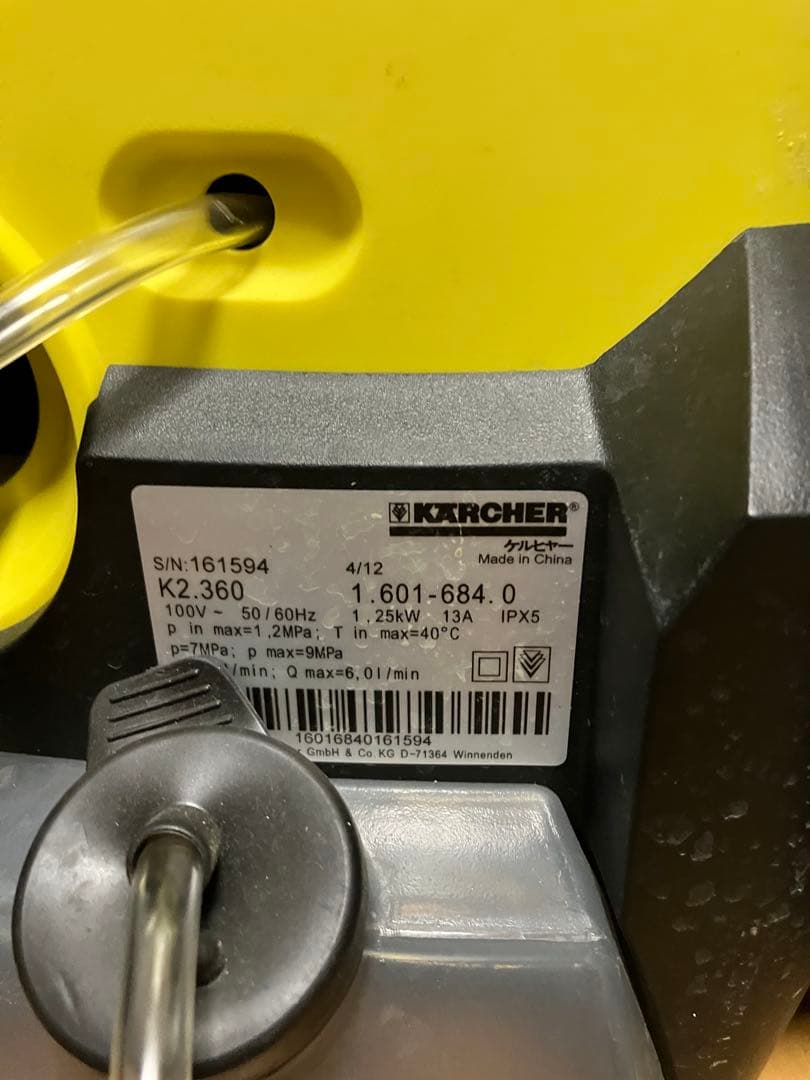 KÄRCHER®
ケルヒャー
S/N:161594 4/12 Made in China
K2.360 1.601-684.0
100V ~ 50/60Hz 1,25kW 13A IPX5
p in max=1,2MPa; T in max=40°C
p=7MPa; p max=9MPa
l/min; Q max=6,0l/min
16016840161594
GmbH & Co.KG D-71364 Winnenden